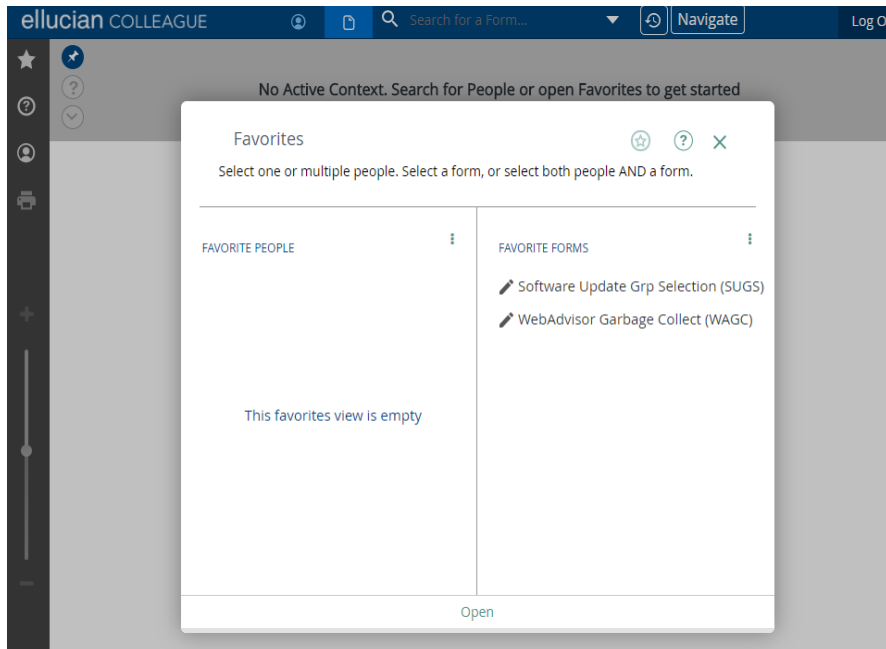 ellucian COLLEAGUE
Search for a Form...
Navigate
Log O
No Active Context. Search for People or open Favorites to get started
Favorites
Select one or multiple people. Select a form, or select both people AND a form.
FAVORITE PEOPLE
FAVORITE FORMS
Software Update Grp Selection (SUGS)
WebAdvisor Garbage Collect (WAGC)
This favorites view is empty
Open